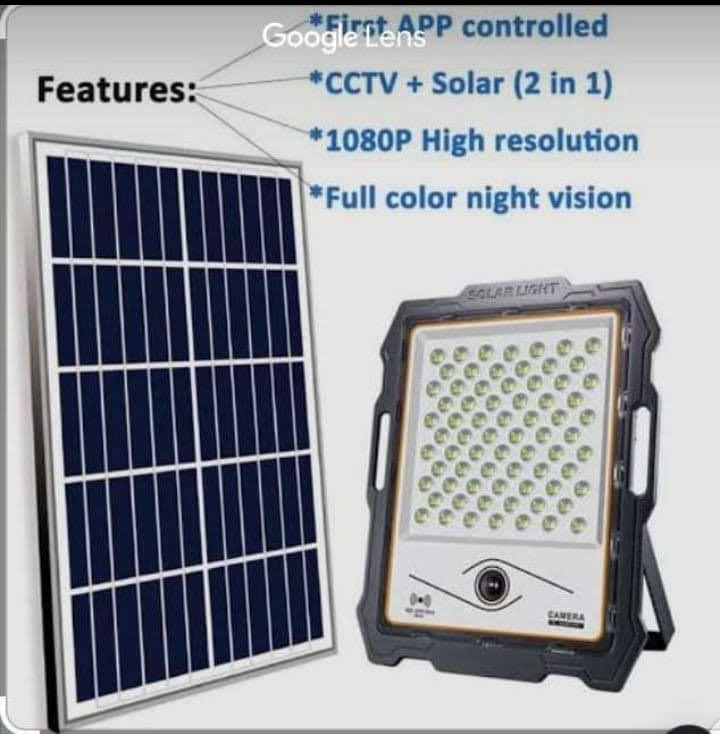 *First APP controlled
Google Lens
Features:
*CCTV + Solar (2 in 1)
*1080P High resolution
*Full color night vision
SOLAR LIGHT
CAMERA